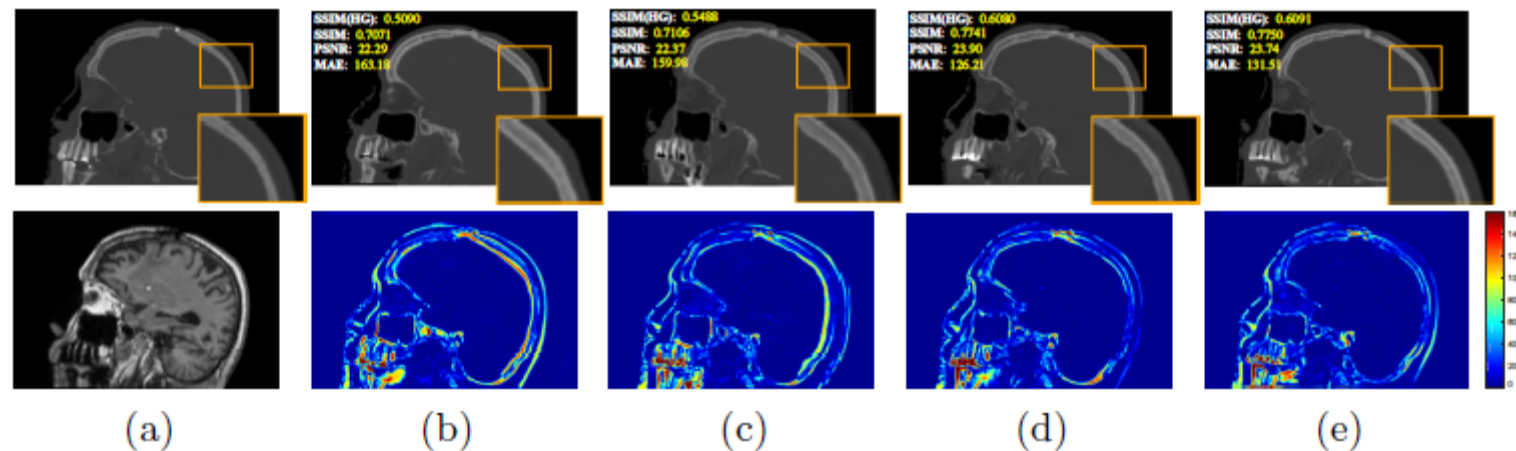 SSIM(HG): 0.5090
SSIM: 0.7071
PSNR: 22.29
MAE: 163.18
SSIM(HG): 0.5488
SSIM: 0.7106
PSNR: 22.37
MAE: 159.98
SSIM(HG): 0.6080
SSIM: 0.7741
PSNR: 23.90
MAE: 126.21
SSIM(HG): 0.6091
SSIM: 0.7750
PSNR: 23.74
MAE: 131.51
(a)
(b)
(c)
(d)
(e)